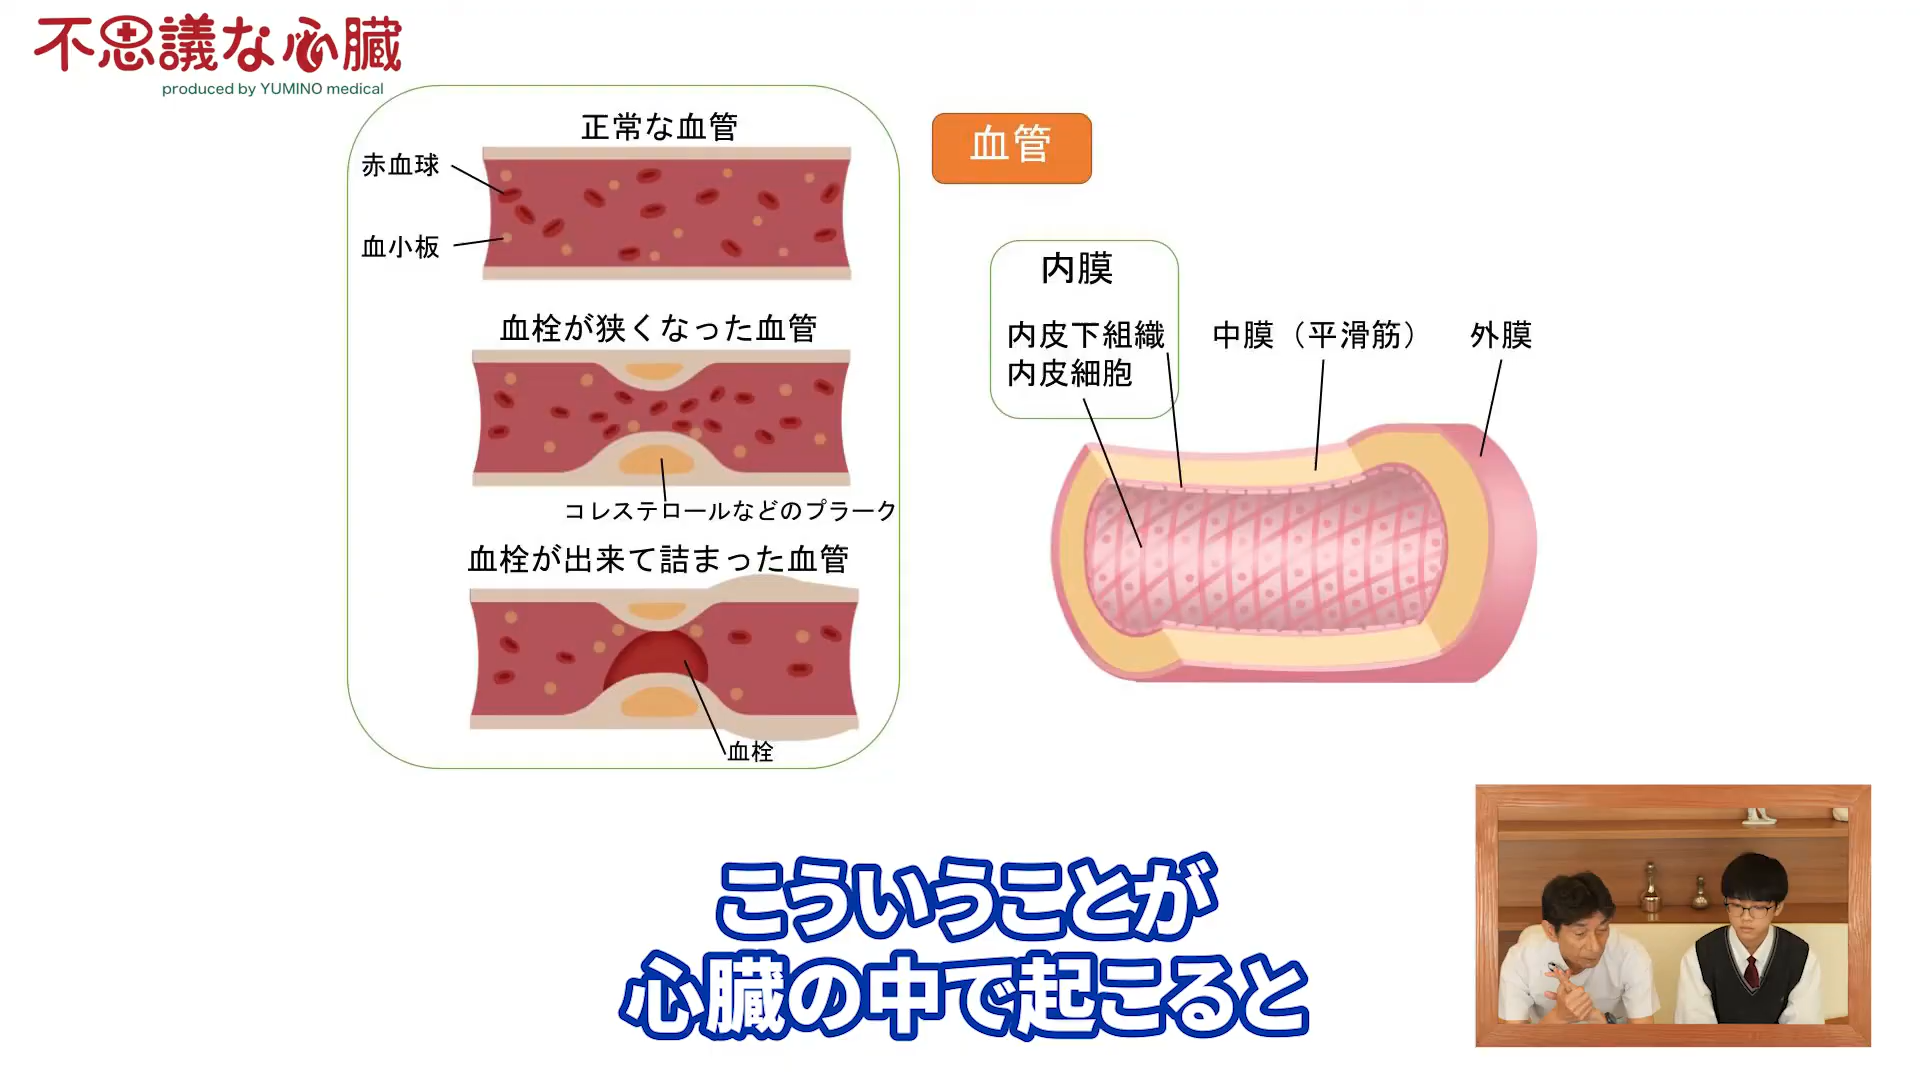 不思議な心臓
produced by YUMINO medical
正常な血管
赤血球
血小板
血栓が狭くなった血管
コレステロールなどのプラーク
血栓が出来て詰まった血管
血栓
血管
内膜
内皮下組織
内皮細胞
中膜（平滑筋）
外膜
こういうことが
心臓の中で起こると